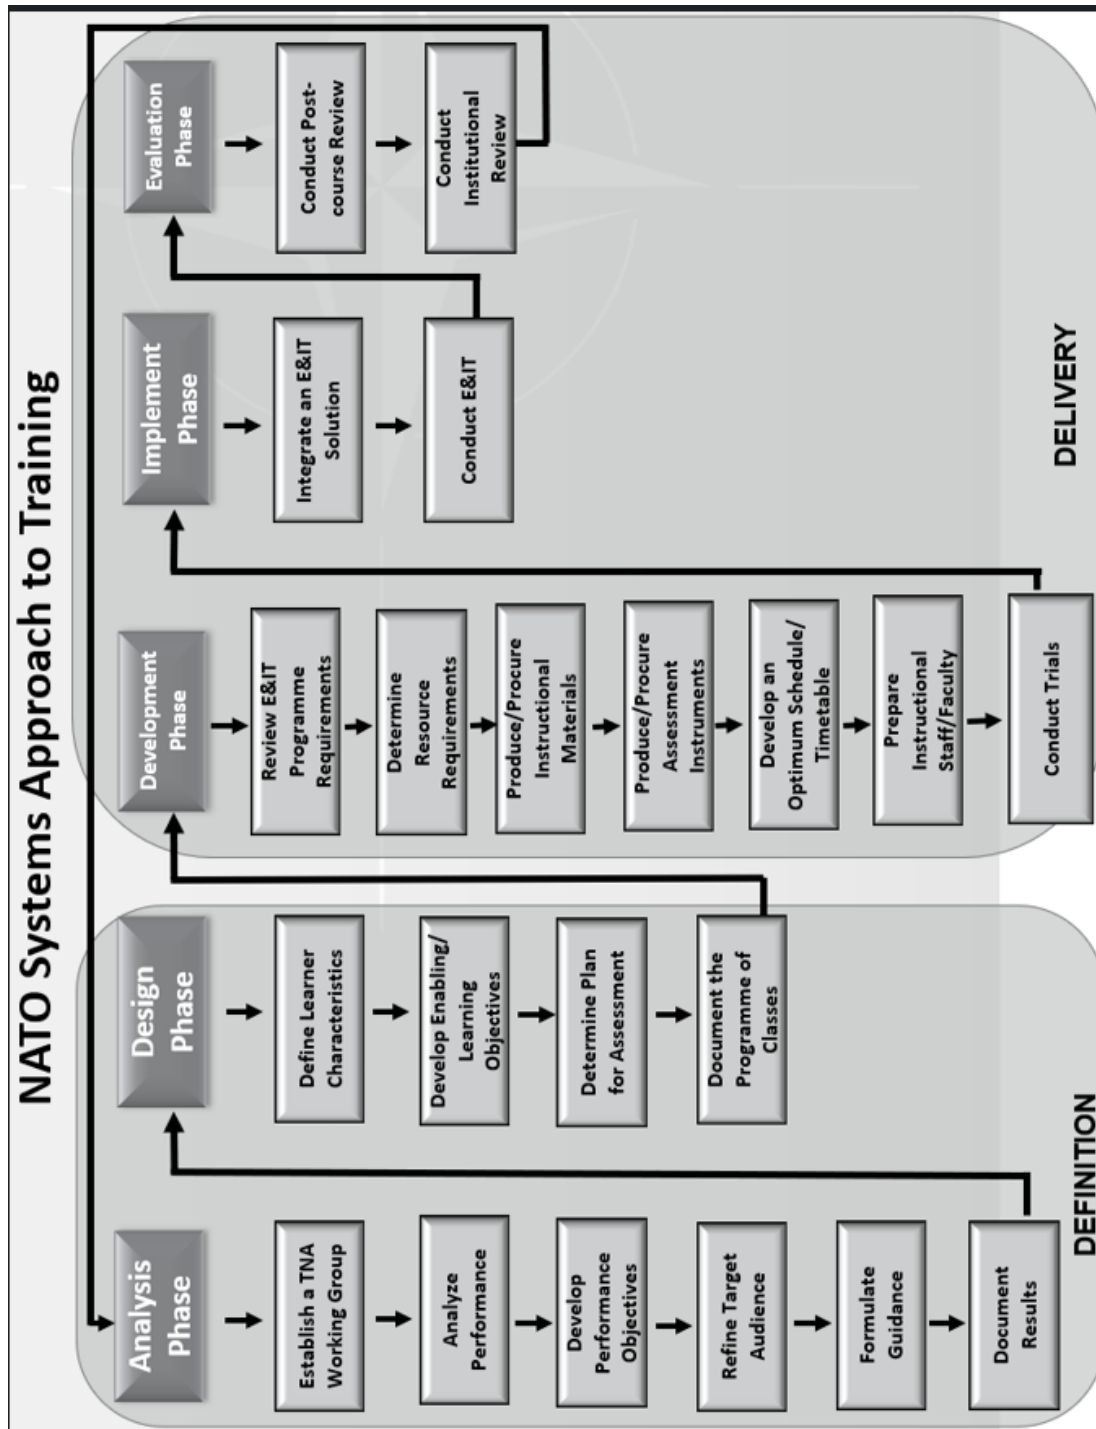 NATO Systems Approach to Training
Analysis
Phase
Establish a TNA
Working Group
Analyze
Performance
Develop
Performance
Objectives
Refine Target
Audience
Formulate
Guidance
Document
Results
Design
Phase
Define Learner
Characteristics
Develop Enabling/
Learning
Objectives
Determine Plan
for Assessment
Document the
Programme of
Classes
DEFINITION
Development
Phase
Review E&IT
Programme
Requirements
Determine
Resource
Requirements
Produce/Procure
Instructional
Materials
Produce/Procure
Assessment
Instruments
Develop an
Optimum Schedule/
Timetable
Prepare
Instructional
Staff/Faculty
Conduct Trials
Implement
Phase
Integrate an E&IT
Solution
Conduct E&IT
Evaluation
Phase
Conduct Post-
course Review
Conduct
Institutional
Review
DELIVERY